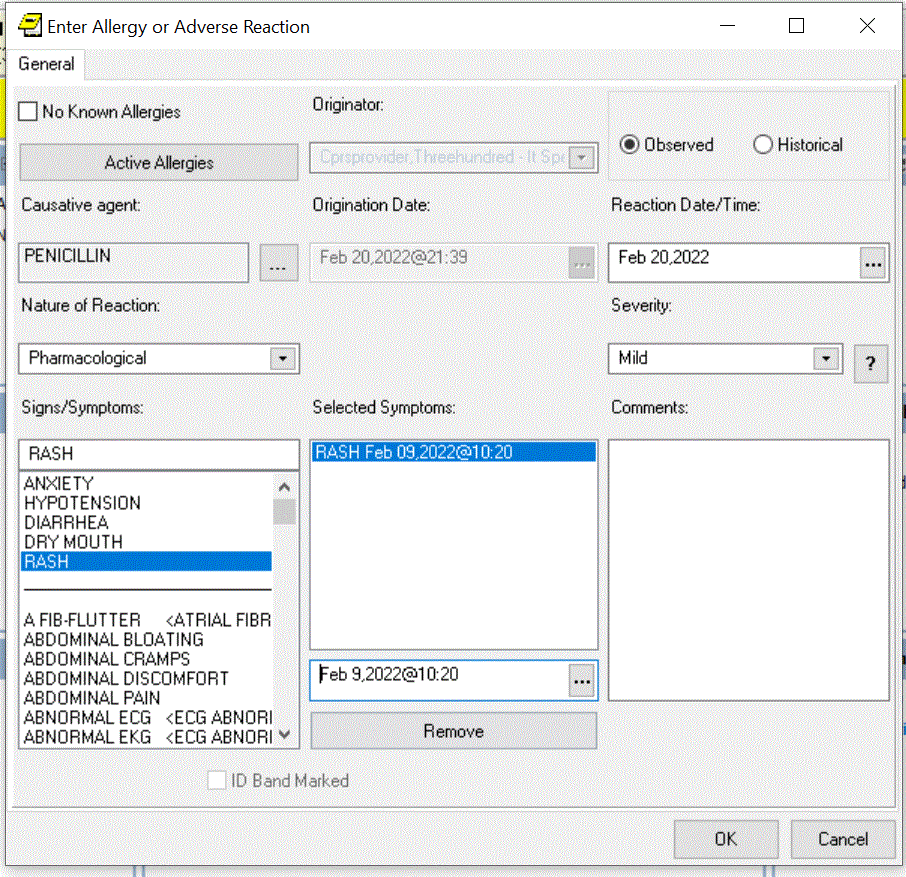 Enter Allergy or Adverse Reaction
General
No Known Allergies
Originator:
Observed
Historical
Active Allergies
Cprsprovider,Threehundred - It Spe
Causative agent:
Origination Date:
Reaction Date/Time:
PENICILLIN
...
Feb 20,2022@21:39
...
Feb 20,2022
...
Nature of Reaction:
Severity:
Pharmacological
Mild
?
Signs/Symptoms:
Selected Symptoms:
Comments:
RASH
RASH Feb 09,2022@10:20
ANXIETY
HYPOTENSION
DIARRHEA
DRY MOUTH
RASH
A FIB-FLUTTER <ATRIAL FIBR
ABDOMINAL BLOATING
ABDOMINAL CRAMPS
ABDOMINAL DISCOMFORT
ABDOMINAL PAIN
ABNORMAL ECG <ECG ABNORI
ABNORMAL EKG <ECG ABNORI
Feb 9,2022@10:20
...
Remove
ID Band Marked
OK
Cancel